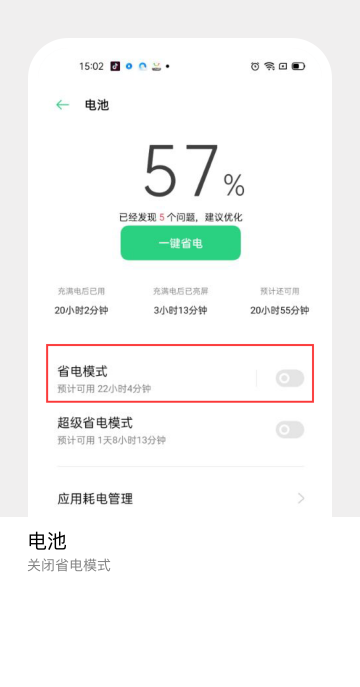 15:02
电池
57%
已经发现 5 个问题，建议优化
一键省电
充满电后已用 充满电后已亮屏 预计还可用
20小时2分钟 3小时13分钟 20小时55分钟
省电模式
预计可用 22小时4分钟
超级省电模式
预计可用 1天8小时13分钟
应用耗电管理
电池
关闭省电模式